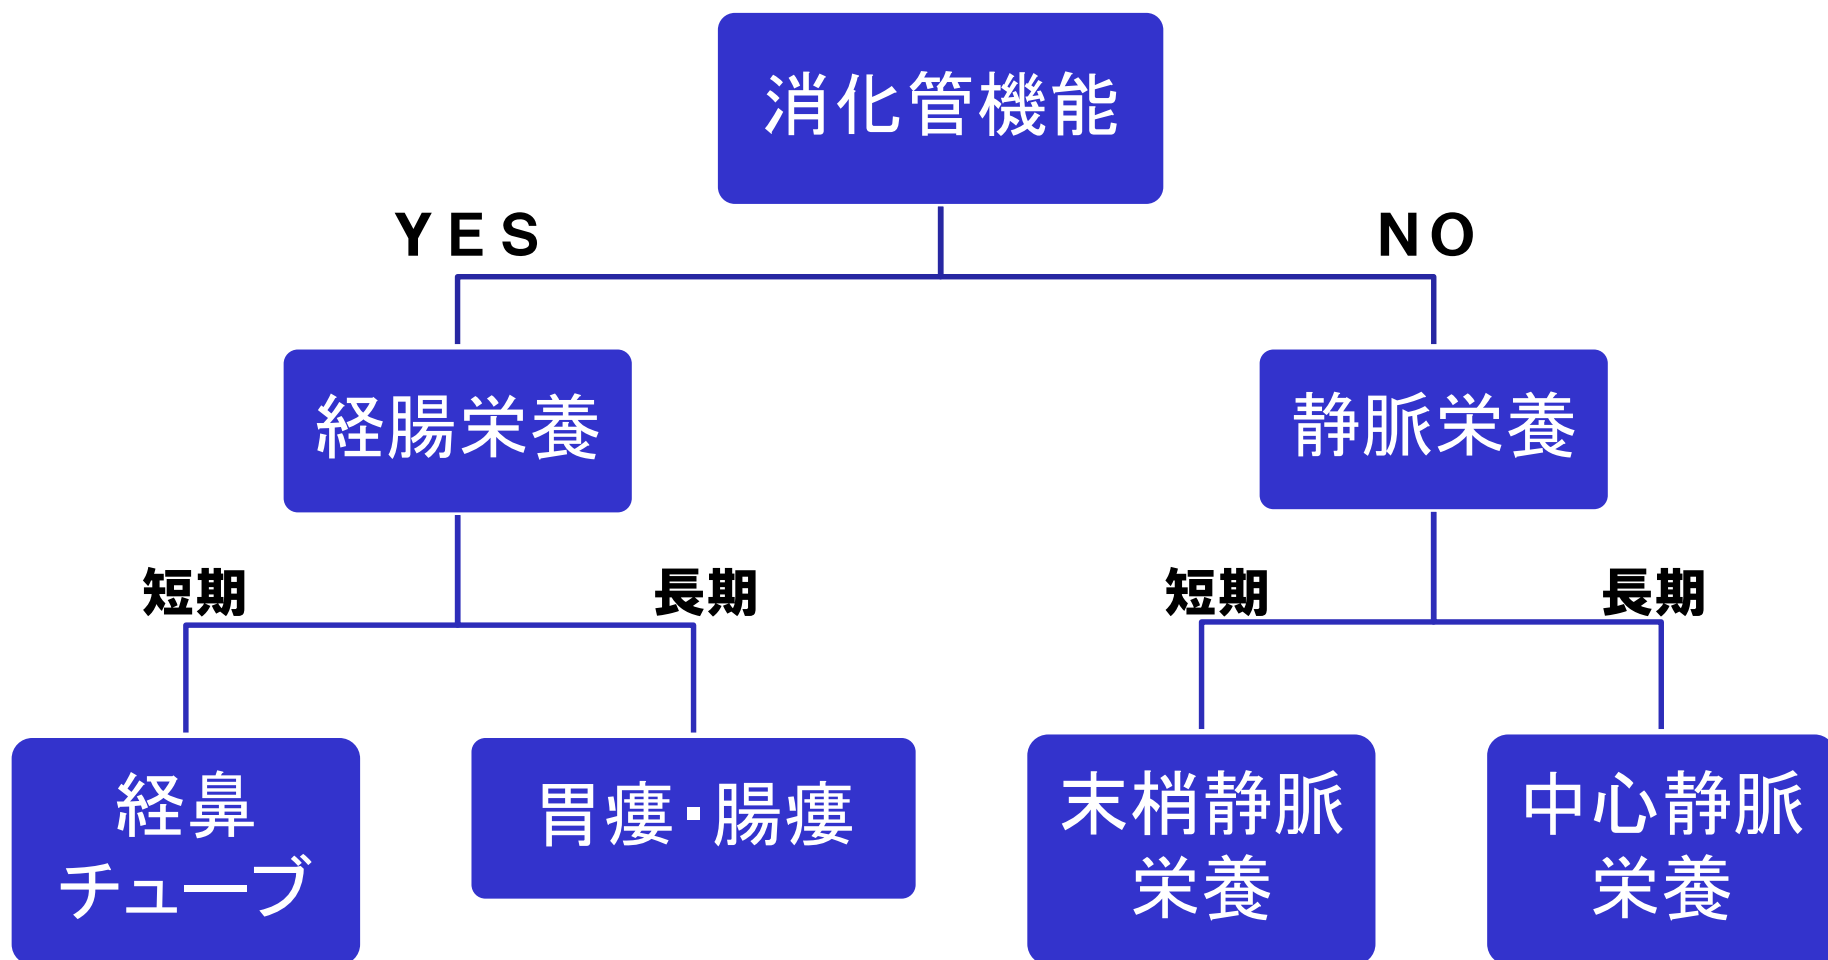 消化管機能
YES
NO
経腸栄養
静脈栄養
短期
長期
短期
長期
経鼻
チューブ
胃瘻・腸瘻
末梢静脈
栄養
中心静脈
栄養